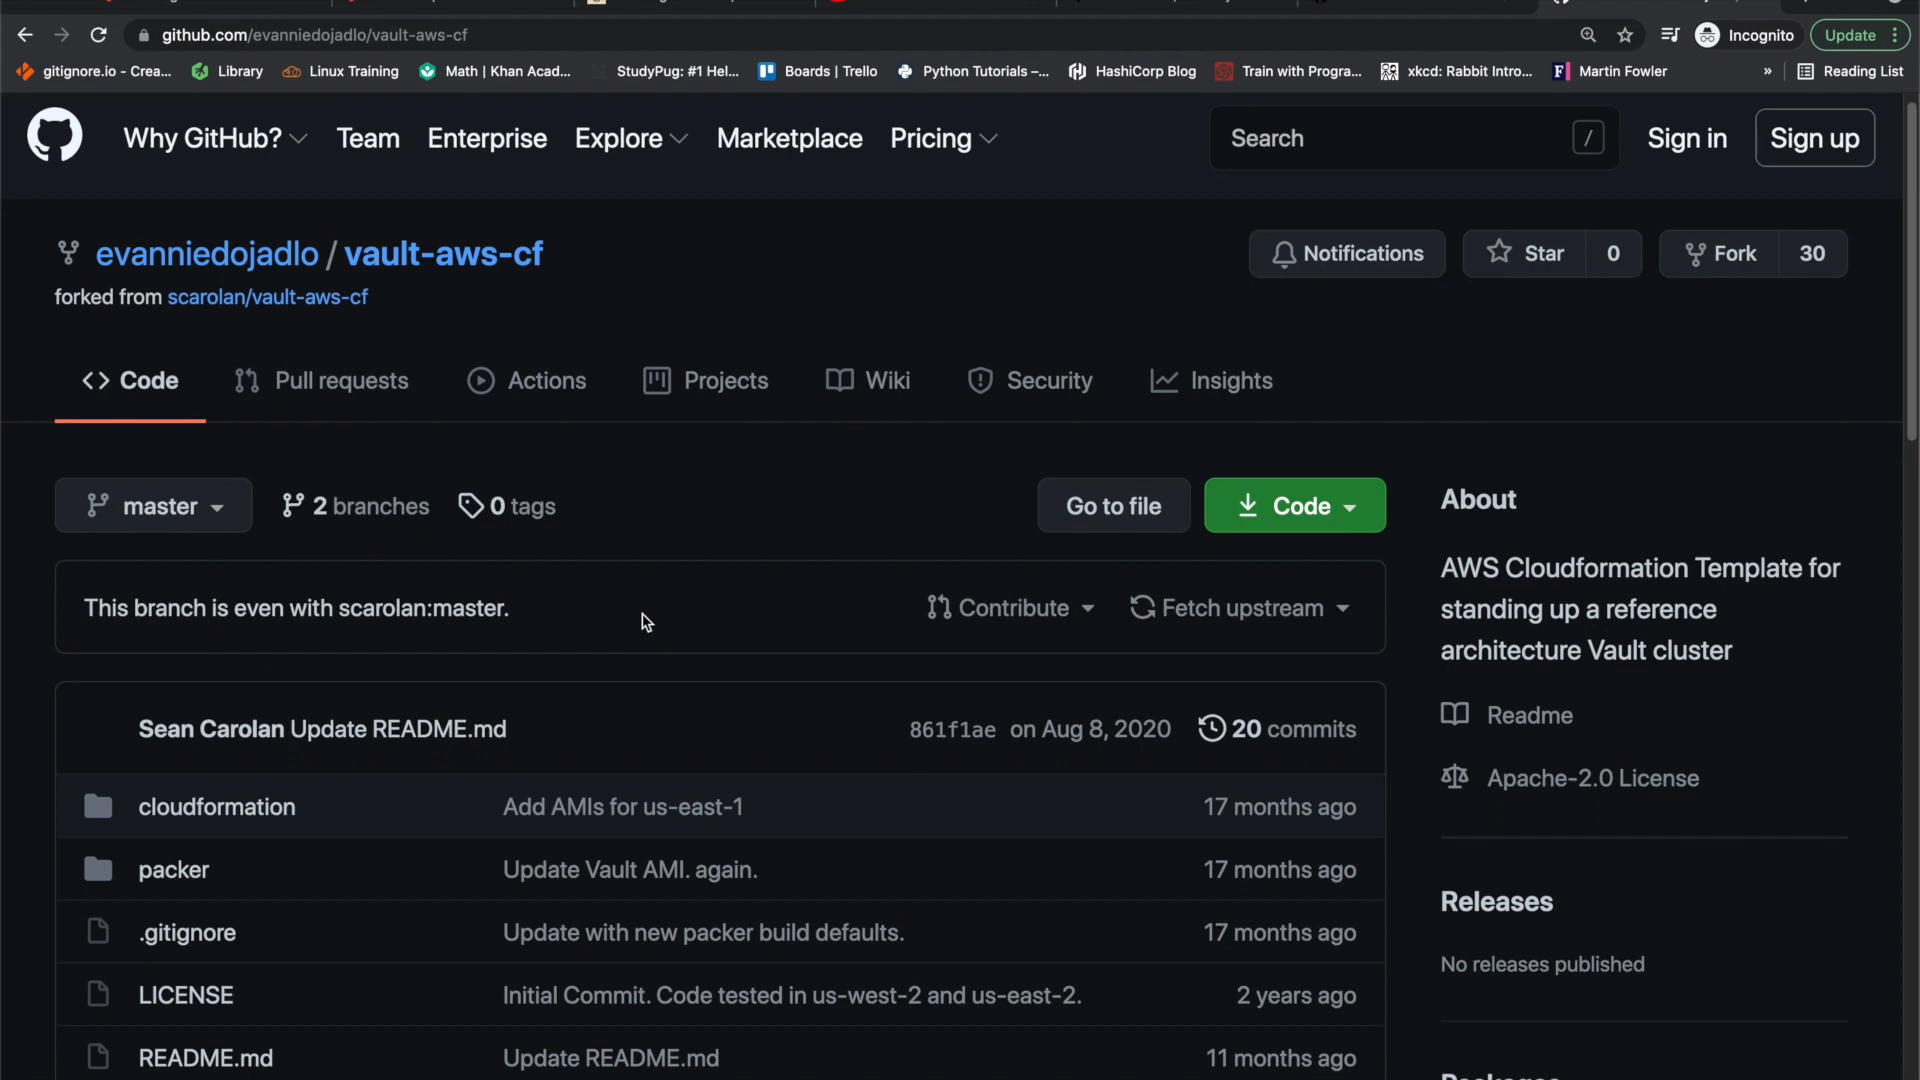 github.com/evanniedojadlo/vault-aws-cf
Incognito
Update
gitignore.io - Crea...
Library
Linux Training
Math | Khan Acad...
StudyPug: #1 Hel...
Boards | Trello
Python Tutorials –...
HashiCorp Blog
Train with Progra...
xkcd: Rabbit Intro...
Martin Fowler
»
Reading List
Why GitHub?
Team
Enterprise
Explore
Marketplace
Pricing
Search
/
Sign in
Sign up
evanniedojadlo / vault-aws-cf
forked from scarolan/vault-aws-cf
Notifications
Star
0
Fork
30
Code
Pull requests
Actions
Projects
Wiki
Security
Insights
master
2 branches
0 tags
Go to file
Code
This branch is even with scarolan:master.
Contribute
Fetch upstream
Sean Carolan Update README.md
861f1ae on Aug 8, 2020
20 commits
cloudformation
Add AMIs for us-east-1
17 months ago
packer
Update Vault AMI. again.
17 months ago
.gitignore
Update with new packer build defaults.
17 months ago
LICENSE
Initial Commit. Code tested in us-west-2 and us-east-2.
2 years ago
README.md
Update README.md
11 months ago
About
AWS Cloudformation Template for
standing up a reference
architecture Vault cluster
Readme
Apache-2.0 License
Releases
No releases published